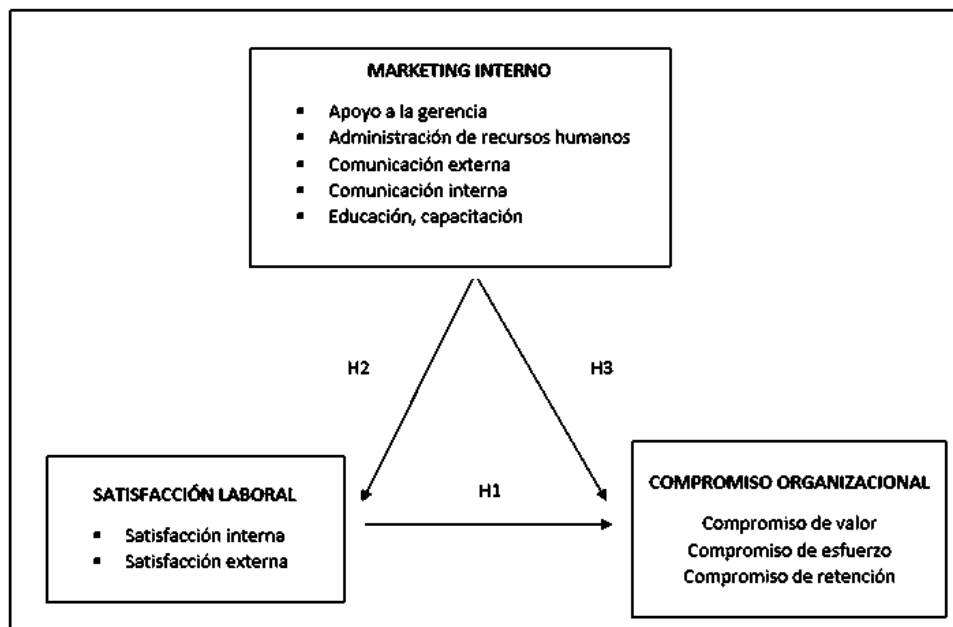 MARKETING INTERNO
▪ Apoyo a la gerencia
▪ Administración de recursos humanos
▪ Comunicación externa
▪ Comunicación interna
▪ Educación, capacitación
H2
H3
SATISFACCIÓN LABORAL
▪ Satisfacción interna
▪ Satisfacción externa
H1
COMPROMISO ORGANIZACIONAL
Compromiso de valor
Compromiso de esfuerzo
Compromiso de retención